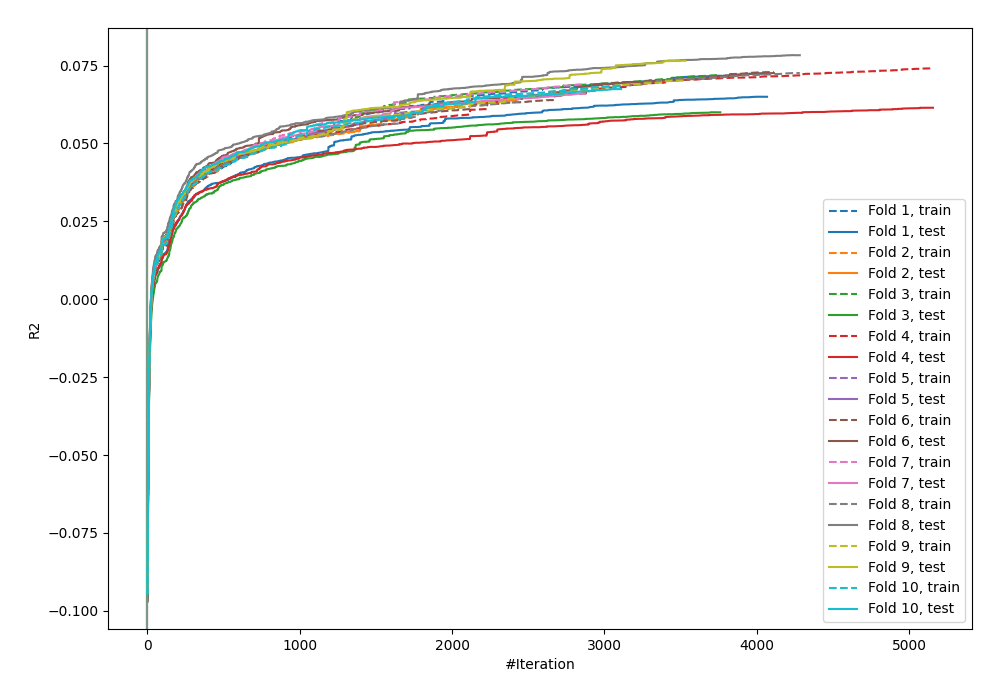 0.075
0.050
0.025
0.000
−0.025
−0.050
−0.075
−0.100
R2
0
1000
2000
3000
4000
5000
#Iteration
Fold 1, train
Fold 1, test
Fold 2, train
Fold 2, test
Fold 3, train
Fold 3, test
Fold 4, train
Fold 4, test
Fold 5, train
Fold 5, test
Fold 6, train
Fold 6, test
Fold 7, train
Fold 7, test
Fold 8, train
Fold 8, test
Fold 9, train
Fold 9, test
Fold 10, train
Fold 10, test